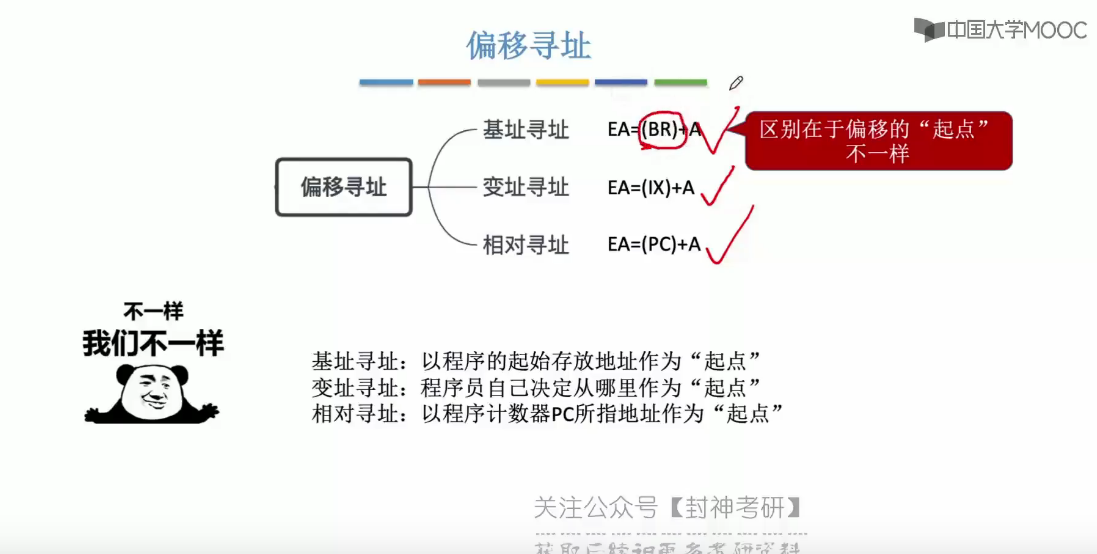 中国大学MOOC
偏移寻址
偏移寻址
基址寻址 EA=(BR)+A
变址寻址 EA=(IX)+A
相对寻址 EA=(PC)+A
区别在于偏移的“起点”
不一样
不一样
我们不一样
基址寻址：以程序的起始存放地址作为“起点”
变址寻址：程序员自己决定从哪里作为“起点”
相对寻址：以程序计数器PC所指地址作为“起点”
关注公众号【封神考研】